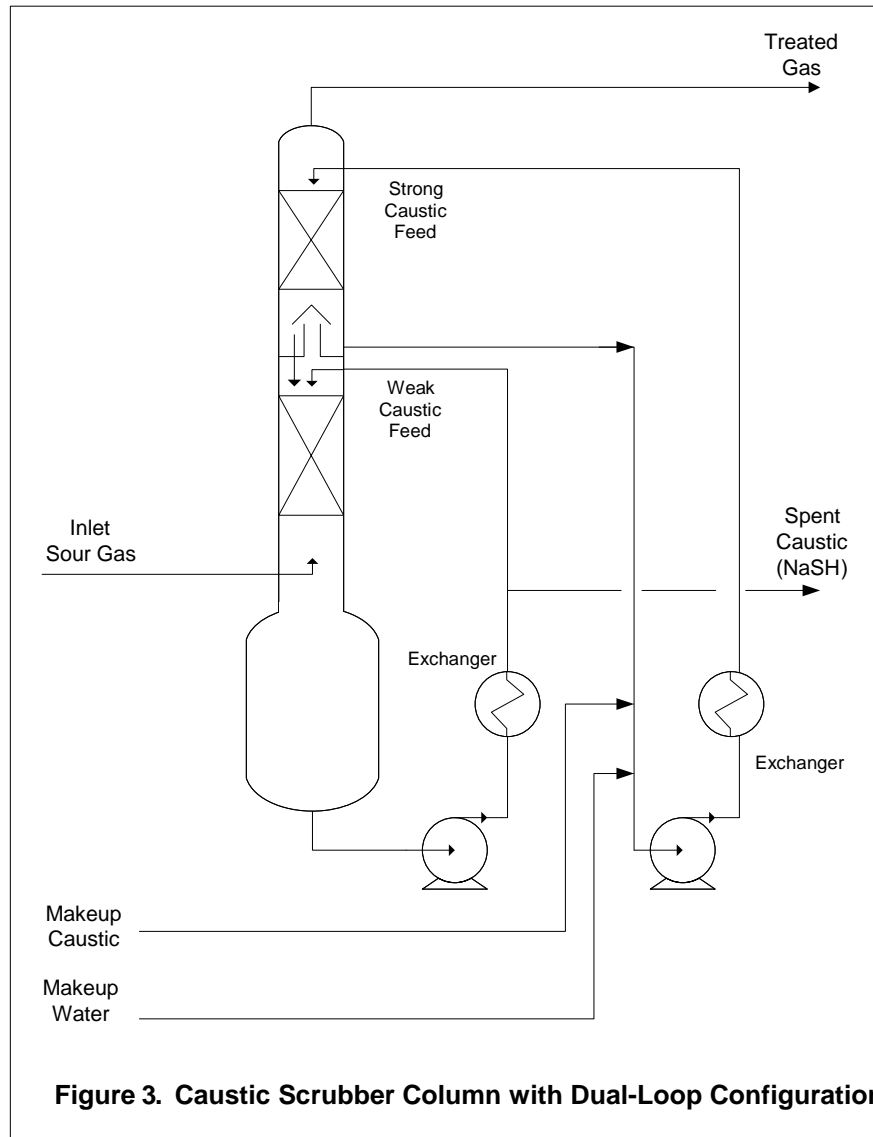 Treated
Gas
Strong
Caustic
Feed
Weak
Caustic
Feed
Inlet
Sour Gas
Spent
Caustic
(NaSH)
Exchanger
Exchanger
Makeup
Caustic
Makeup
Water
Figure 3. Caustic Scrubber Column with Dual-Loop Configuration